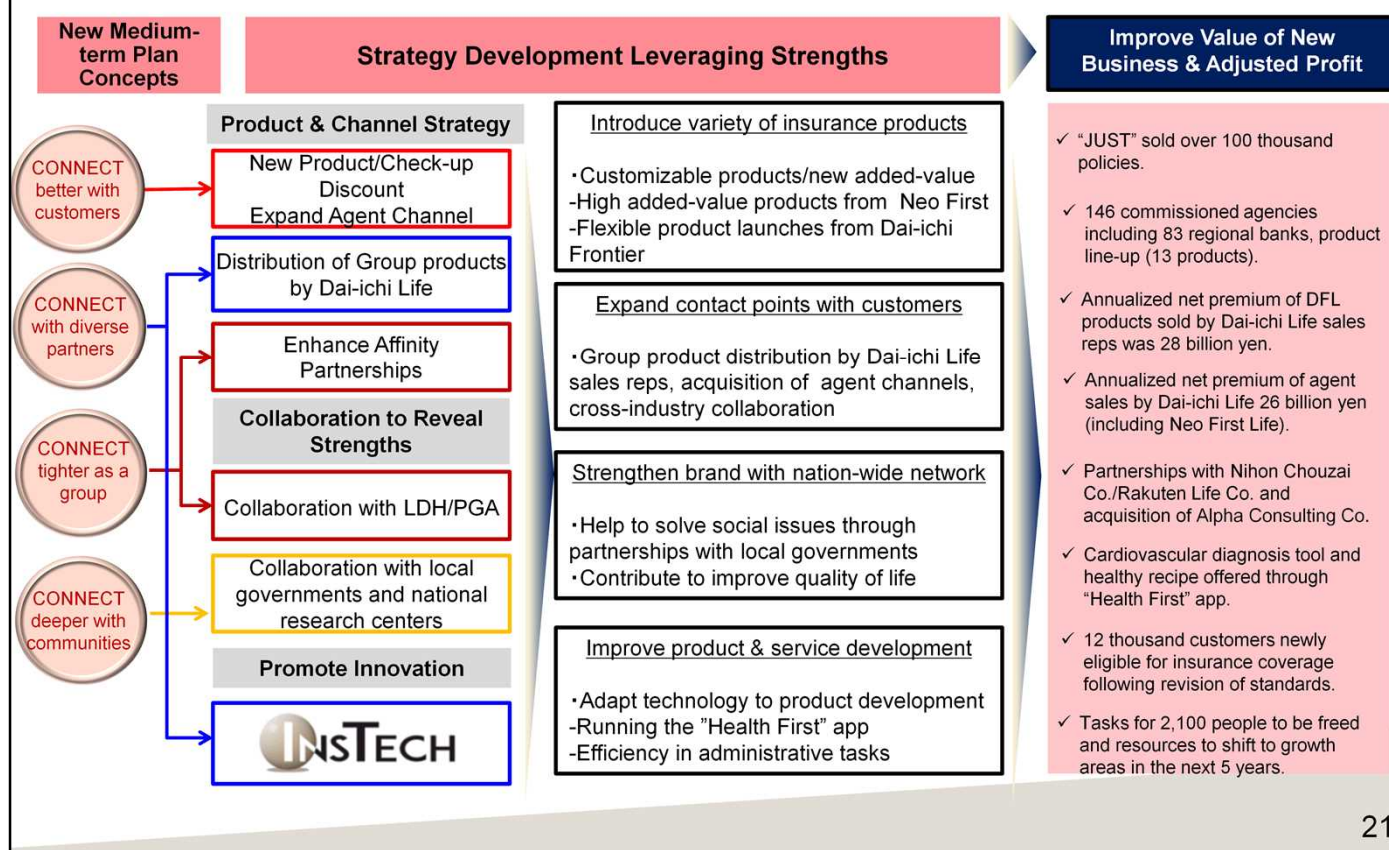 New Medium-
term Plan
Concepts
Strategy Development Leveraging Strengths
Improve Value of New
Business & Adjusted Profit
CONNECT
better with
customers
CONNECT
with diverse
partners
CONNECT
tighter as a
group
CONNECT
deeper with
communities
Product & Channel Strategy
New Product/Check-up
Discount
Expand Agent Channel
Distribution of Group products
by Dai-ichi Life
Enhance Affinity
Partnerships
Collaboration to Reveal
Strengths
Collaboration with LDH/PGA
Collaboration with local
governments and national
research centers
Promote Innovation
INSTECH
Introduce variety of insurance products
・Customizable products/new added-value
-High added-value products from Neo First
-Flexible product launches from Dai-ichi
Frontier
Expand contact points with customers
・Group product distribution by Dai-ichi Life
sales reps, acquisition of agent channels,
cross-industry collaboration
Strengthen brand with nation-wide network
・Help to solve social issues through
partnerships with local governments
・Contribute to improve quality of life
Improve product & service development
・Adapt technology to product development
-Running the ”Health First” app
-Efficiency in administrative tasks
✓ “JUST” sold over 100 thousand
policies.
✓ 146 commissioned agencies
including 83 regional banks, product
line-up (13 products).
✓ Annualized net premium of DFL
products sold by Dai-ichi Life sales
reps was 28 billion yen.
✓ Annualized net premium of agent
sales by Dai-ichi Life 26 billion yen
(including Neo First Life).
✓ Partnerships with Nihon Chouzai
Co./Rakuten Life Co. and
acquisition of Alpha Consulting Co.
✓ Cardiovascular diagnosis tool and
healthy recipe offered through
“Health First” app.
✓ 12 thousand customers newly
eligible for insurance coverage
following revision of standards.
✓ Tasks for 2,100 people to be freed
and resources to shift to growth
areas in the next 5 years.
21